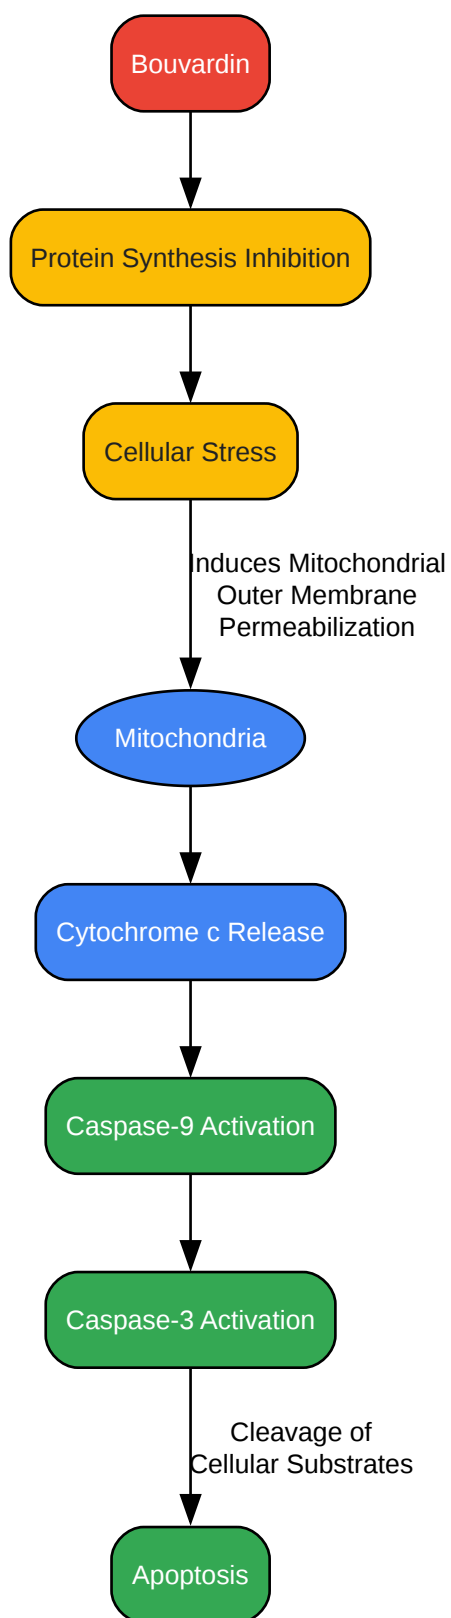 Bouvardin
Protein Synthesis Inhibition
Cellular Stress
Induces Mitochondrial
Outer Membrane
Permeabilization
Mitochondria
Cytochrome c Release
Caspase-9 Activation
Caspase-3 Activation
Cleavage of
Cellular Substrates
Apoptosis